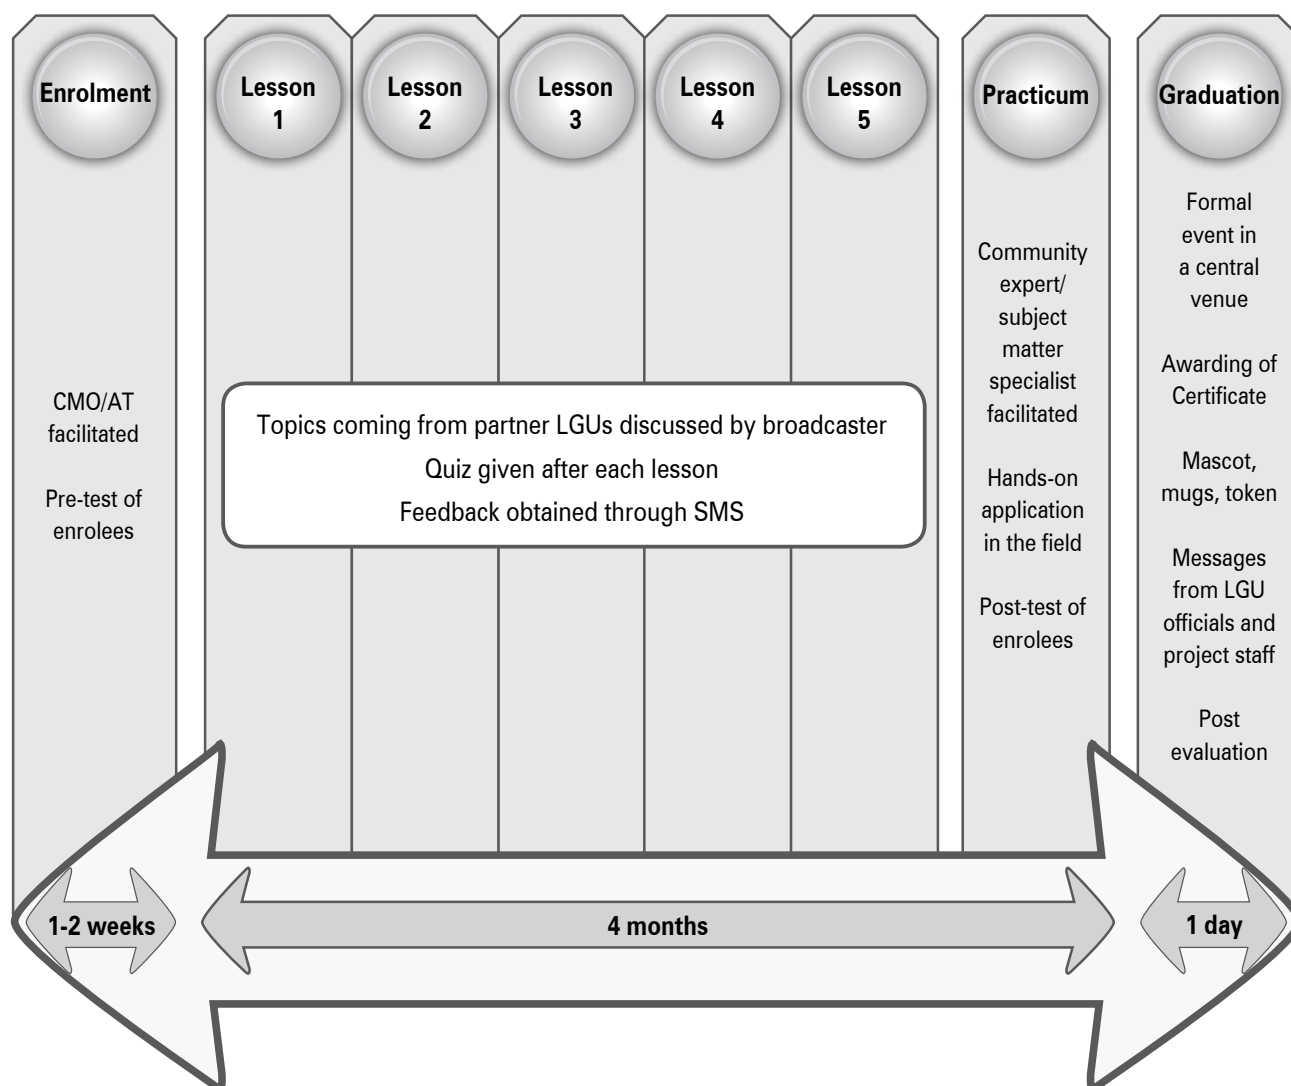 Enrolment
Lesson
1
Lesson
2
Lesson
3
Lesson
4
Lesson
5
Practicum
Graduation
CMO/AT
facilitated
Pre-test of
enrolees
Topics coming from partner LGUs discussed by broadcaster
Quiz given after each lesson
Feedback obtained through SMS
Community
expert/
subject
matter
specialist
facilitated
Hands-on
application
in the field
Post-test of
enrolees
Formal
event in
a central
venue
Awarding of
Certificate
Mascot,
mugs, token
Messages
from LGU
officials and
project staff
Post
evaluation
1-2 weeks
4 months
1 day